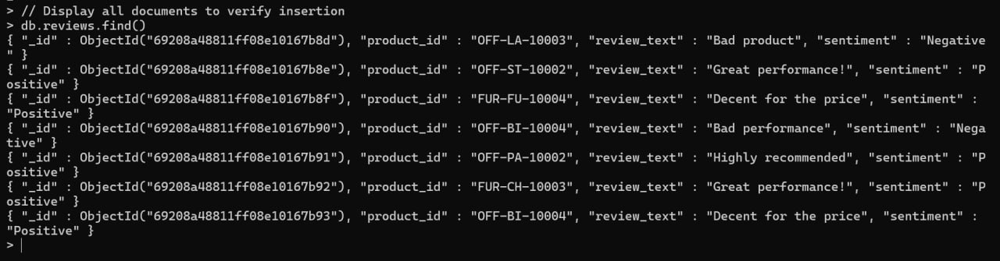 > // Display all documents to verify insertion
> db.reviews.find()
{ "_id" : ObjectId("69208a48811ff08e10167b8d"), "product_id" : "OFF-LA-10003", "review_text" : "Bad product", "sentiment" : "Negative
" }
{ "_id" : ObjectId("69208a48811ff08e10167b8e"), "product_id" : "OFF-ST-10002", "review_text" : "Great performance!", "sentiment" : "P
ositive" }
{ "_id" : ObjectId("69208a48811ff08e10167b8f"), "product_id" : "FUR-FU-10004", "review_text" : "Decent for the price", "sentiment" :
"Positive" }
{ "_id" : ObjectId("69208a48811ff08e10167b90"), "product_id" : "OFF-BI-10004", "review_text" : "Bad performance", "sentiment" : "Nega
tive" }
{ "_id" : ObjectId("69208a48811ff08e10167b91"), "product_id" : "OFF-PA-10002", "review_text" : "Highly recommended", "sentiment" : "P
ositive" }
{ "_id" : ObjectId("69208a48811ff08e10167b92"), "product_id" : "FUR-CH-10003", "review_text" : "Great performance!", "sentiment" : "P
ositive" }
{ "_id" : ObjectId("69208a48811ff08e10167b93"), "product_id" : "OFF-BI-10004", "review_text" : "Decent for the price", "sentiment" :
"Positive" }
>